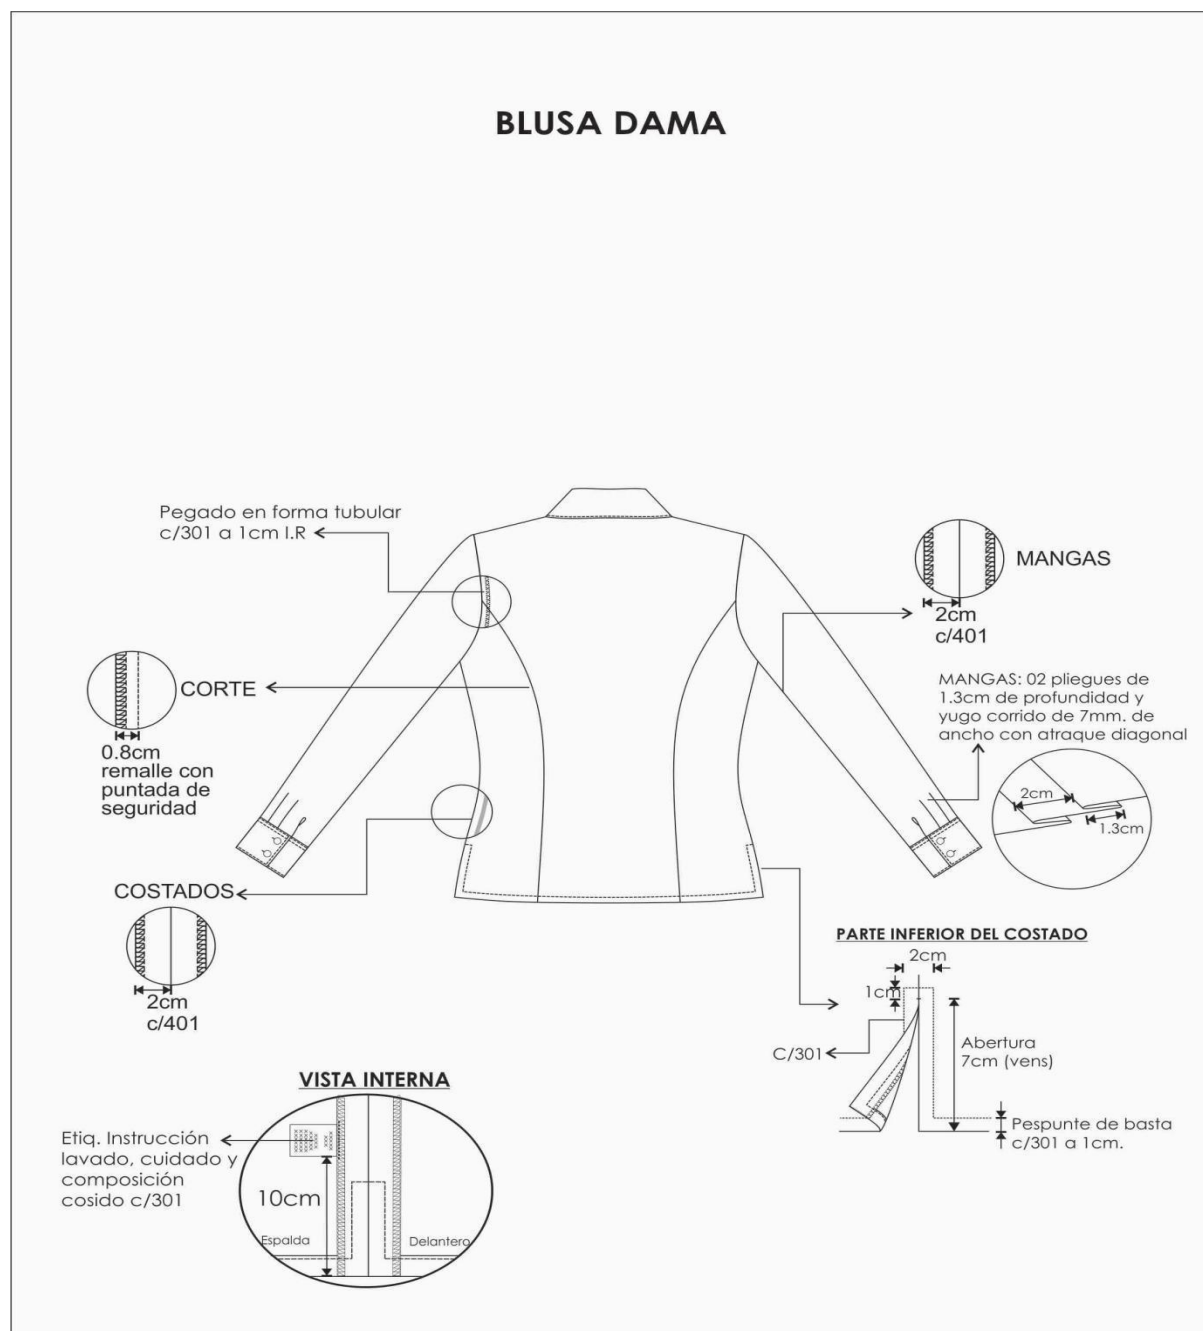 BLUSA DAMA
Pegado en forma tubular
c/301 a 1cm I.R
MANGAS
2cm
c/401
CORTE
0.8cm
remalle con
puntada de
seguridad
MANGAS: 02 pliegues de
1.3cm de profundidad y
yugo corrido de 7mm. de
ancho con atraque diagonal
2cm
1.3cm
COSTADOS
2cm
c/401
PARTE INFERIOR DEL COSTADO
2cm
1cm
C/301
Abertura
7cm (vens)
Pespunte de basta
c/301 a 1cm.
VISTA INTERNA
Etiq. Instrucción
lavado, cuidado y
composición
cosido c/301
10cm
Espalda
Delantero